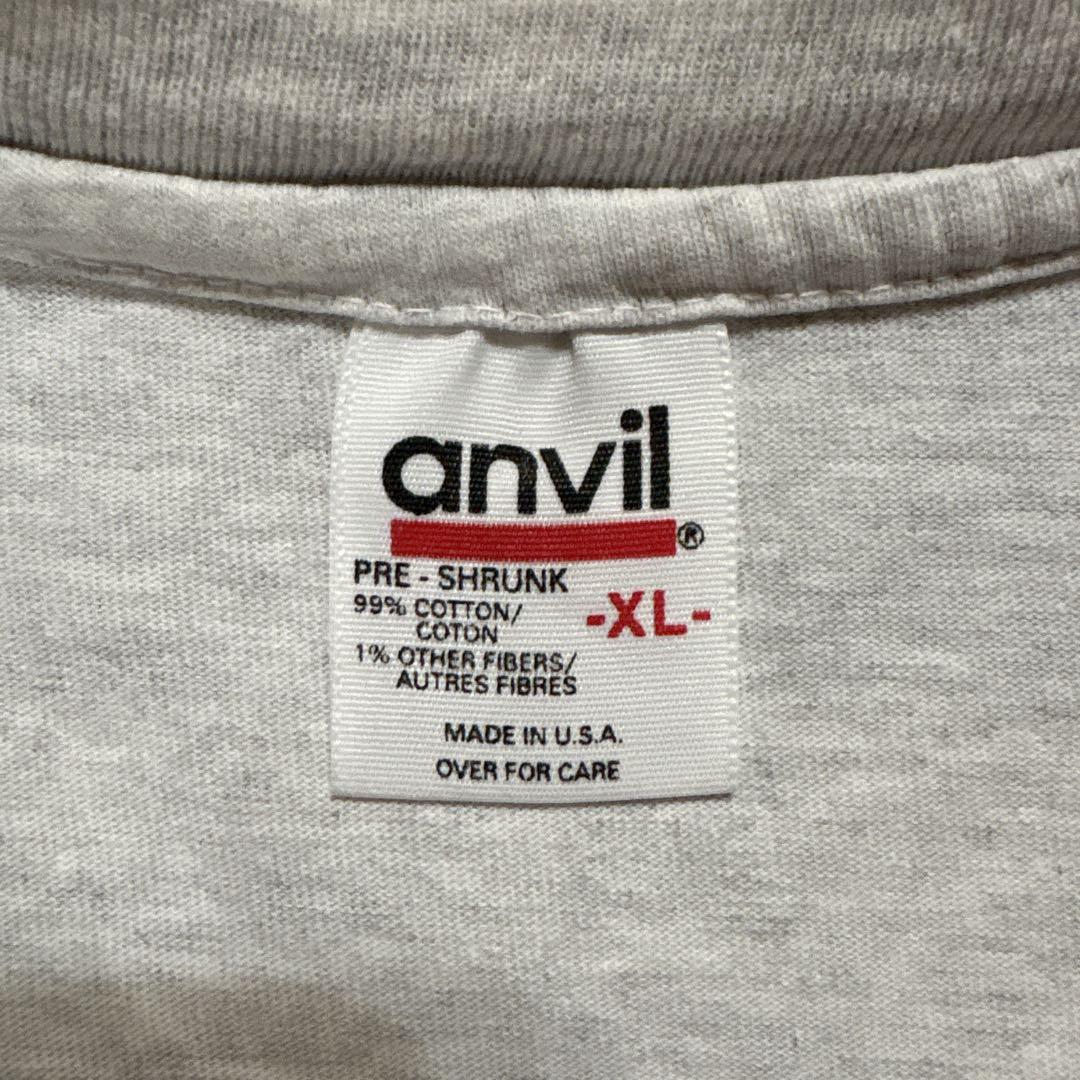 anvil®
PRE - SHRUNK
99% COTTON/
COTON
-XL-
1% OTHER FIBERS/
AUTRES FIBRES
MADE IN U.S.A.
OVER FOR CARE